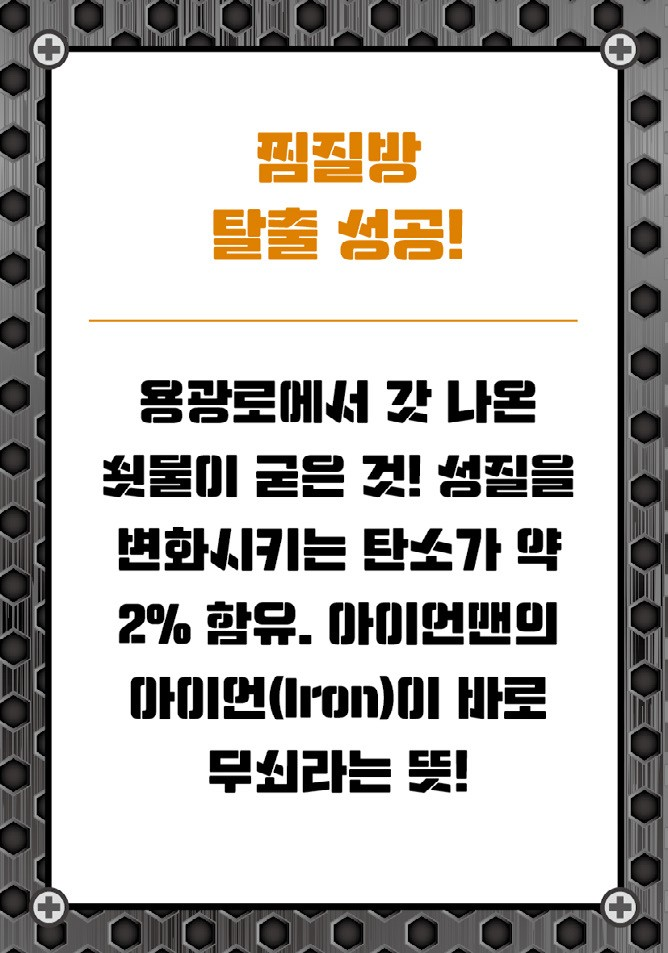 찜질방
탈출 성공!
용광로에서 갓 나온
쇳물이 굳은 것! 성질을
변화시키는 탄소가 약
2% 함유. 아이언맨의
아이언(Iron)이 바로
무쇠라는 뜻!